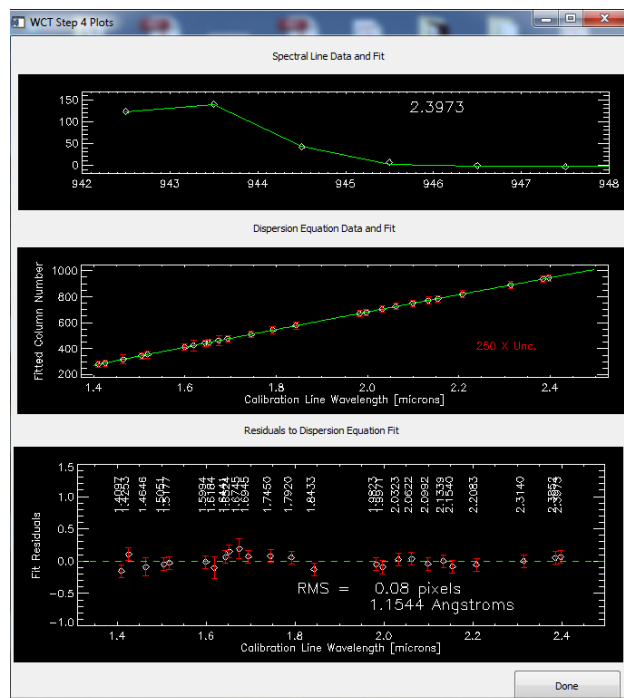 WCT Step 4 Plots
Spectral Line Data and Fit
2.3973
150
100
50
0
942 943 944 945 946 947 948
Dispersion Equation Data and Fit
Fitted Column Number
1000
800
600
400
200
250 X Unc.
1.4 1.6 1.8 2.0 2.2 2.4
Calibration Line Wavelength [microns]
Residuals to Dispersion Equation Fit
Fit Residuals
1.5
1.0
0.5
0.0
-0.5
-1.0
1.4097 1.4253 1.4646 1.5051 1.5177 1.5994 1.6184 1.6745 1.6945 1.7450 1.7920 1.8433 1.9823 1.9971 2.0323 2.0622 2.0992 2.1339 2.1540 2.2083 2.3140 2.3973
RMS = 0.08 pixels
1.1544 Angstroms
1.4 1.6 1.8 2.0 2.2 2.4
Calibration Line Wavelength [microns]
Done